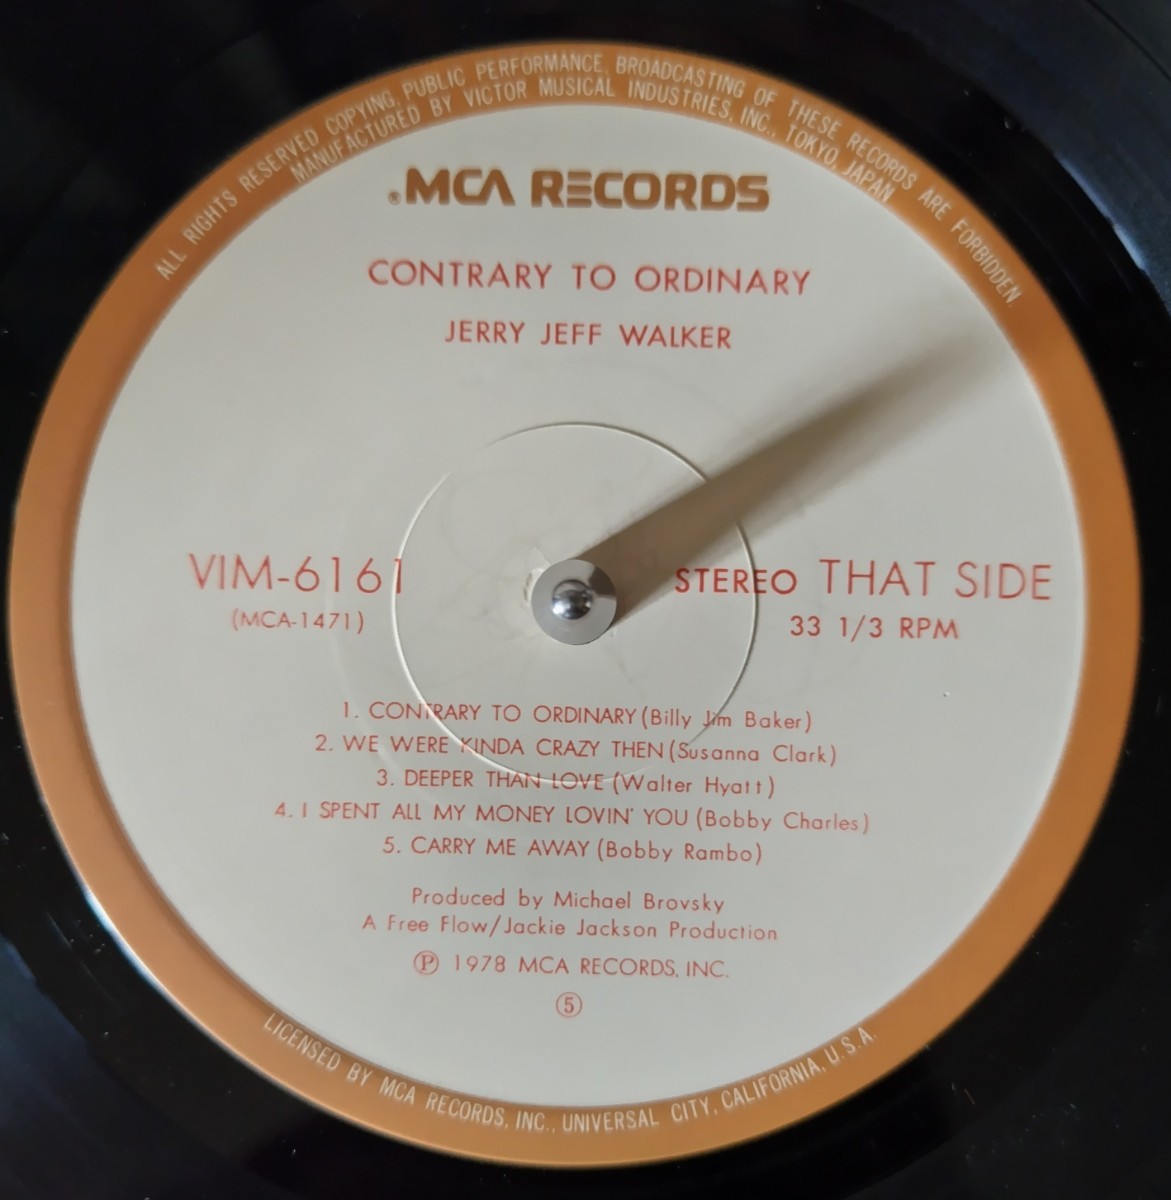 ALL RIGHTS RESERVED COPYING, PUBLIC PERFORMANCE, BROADCASTING OF THESE RECORDS ARE FORBIDDEN.
MANUFACTURED BY VICTOR MUSICAL INDUSTRIES, INC., TOKYO, JAPAN
® MCA RECORDS
CONTRARY TO ORDINARY
JERRY JEFF WALKER
VIM-6161
(MCA-1471)
STEREO THAT SIDE
33 1/3 RPM
1. CONTRARY TO ORDINARY (Billy Jim Baker)
2. WE WERE KINDA CRAZY THEN (Susanna Clark)
3. DEEPER THAN LOVE (Walter Hyatt)
4. I SPENT ALL MY MONEY LOVIN' YOU (Bobby Charles)
5. CARRY ME AWAY (Bobby Rambo)
Produced by Michael Brovsky
A Free Flow/Jackie Jackson Production
Ⓟ 1978 MCA RECORDS, INC.
⑤
LICENSED BY MCA RECORDS, INC., UNIVERSAL CITY, CALIFORNIA, U.S.A.